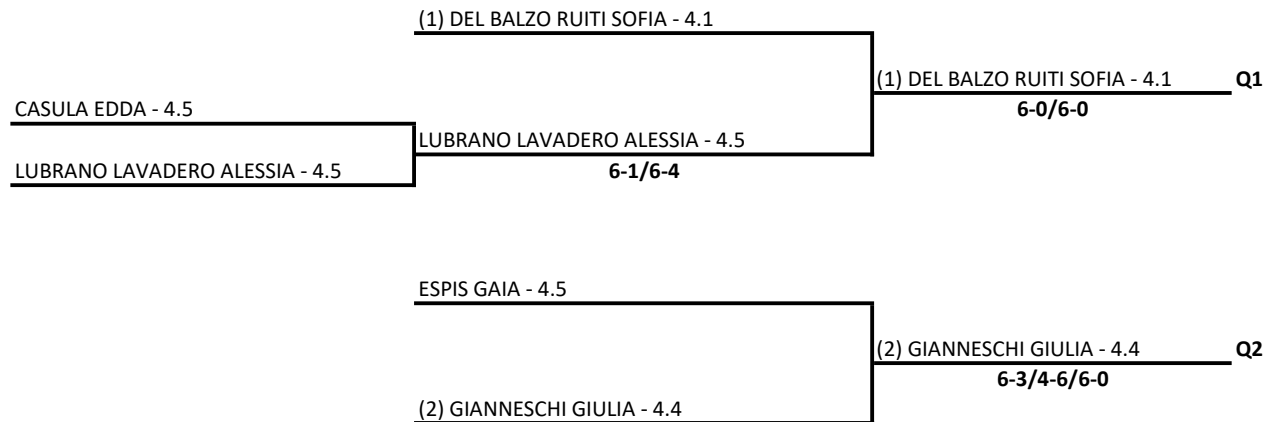 (1) DEL BALZO RUITI SOFIA - 4.1
(1) DEL BALZO RUITI SOFIA - 4.1 Q1
CASULA EDDA - 4.5
6-0/6-0
LUBRANO LAVADERO ALESSIA - 4.5
LUBRANO LAVADERO ALESSIA - 4.5
6-1/6-4
ESPIS GAIA - 4.5
(2) GIANNESCHI GIULIA - 4.4 Q2
6-3/4-6/6-0
(2) GIANNESCHI GIULIA - 4.4